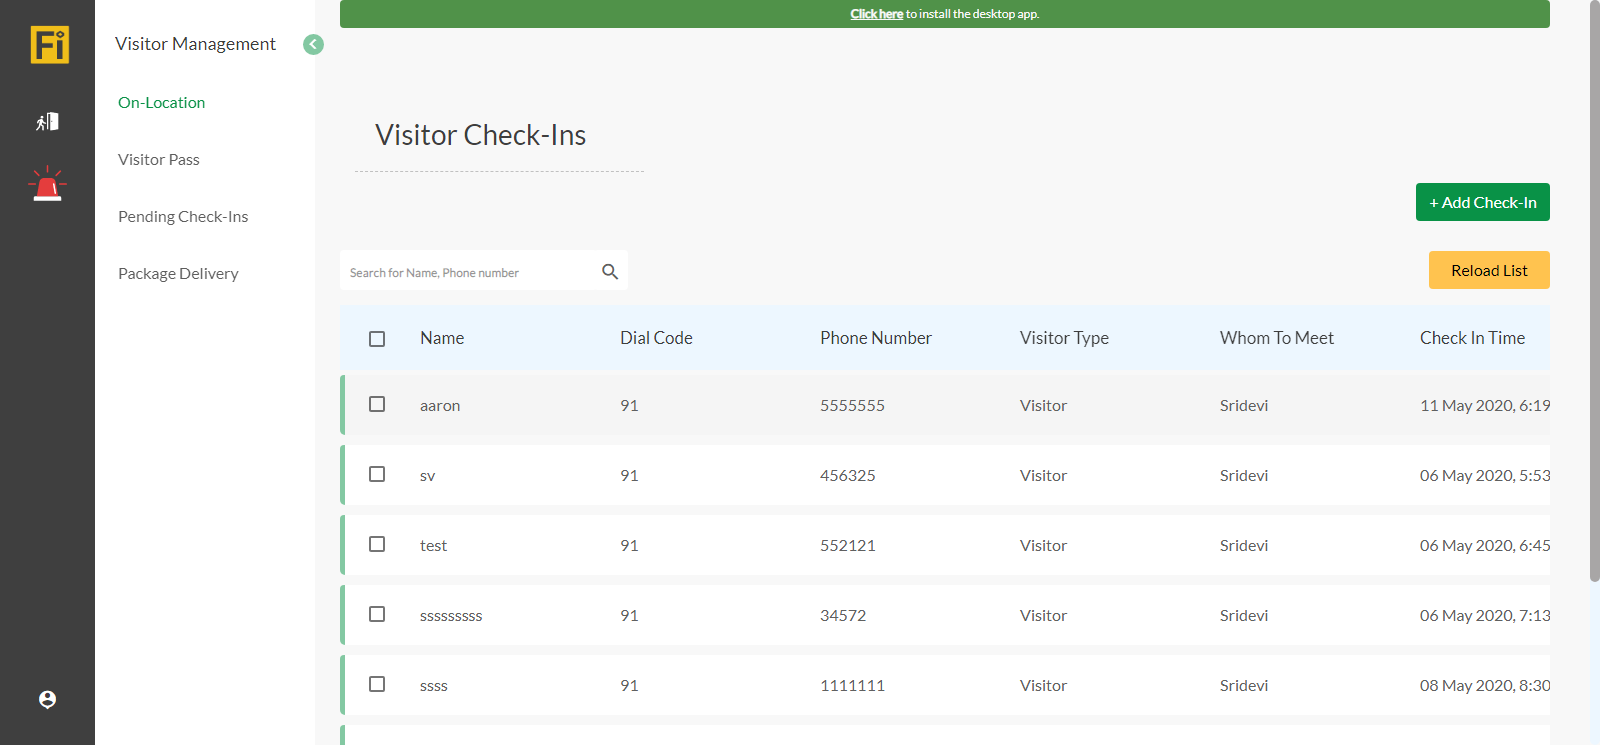 Click here to install the desktop app.
Fi
Visitor Management
On-Location
Visitor Pass
Pending Check-Ins
Package Delivery
Visitor Check-Ins
+ Add Check-In
Search for Name, Phone number
Reload List
Name Dial Code Phone Number Visitor Type Whom To Meet Check In Time
aaron 91 5555555 Visitor Sridevi 11 May 2020, 6:19
sv 91 456325 Visitor Sridevi 06 May 2020, 5:53
test 91 552121 Visitor Sridevi 06 May 2020, 6:45
sssssssss 91 34572 Visitor Sridevi 06 May 2020, 7:13
ssss 91 1111111 Visitor Sridevi 08 May 2020, 8:30